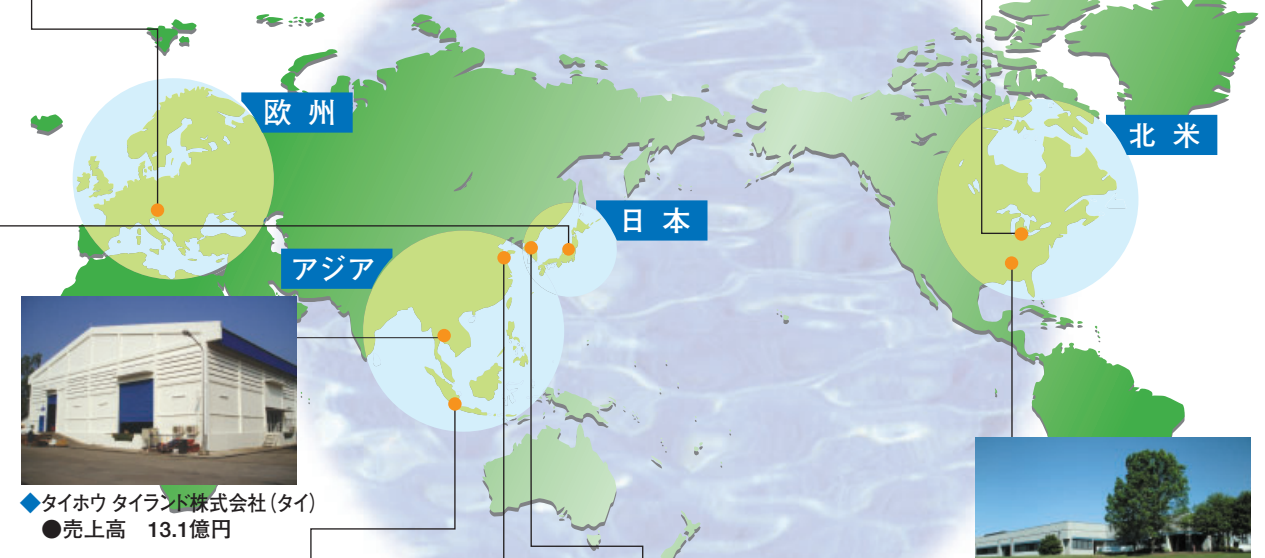 欧 州
北 米
日 本
アジア
◆タイホウ タイランド株式会社(タイ)
●売上高 13.1億円